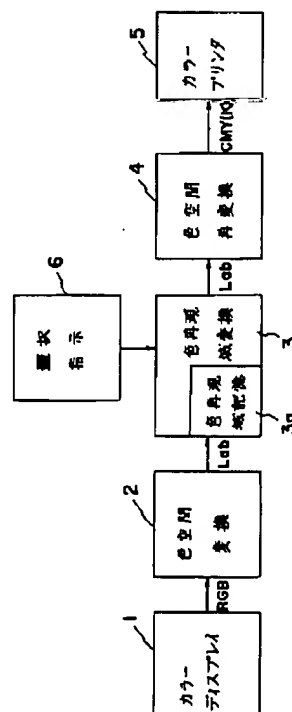 1
カラー
ディスプレイ
RGB
2
色空間
変換
Lab
3
色再現
域変換
3a
色再現
域記憶
6
選択
指示
Lab
4
色空間
再変換
CMY(K)
5
カラー
プリンタ